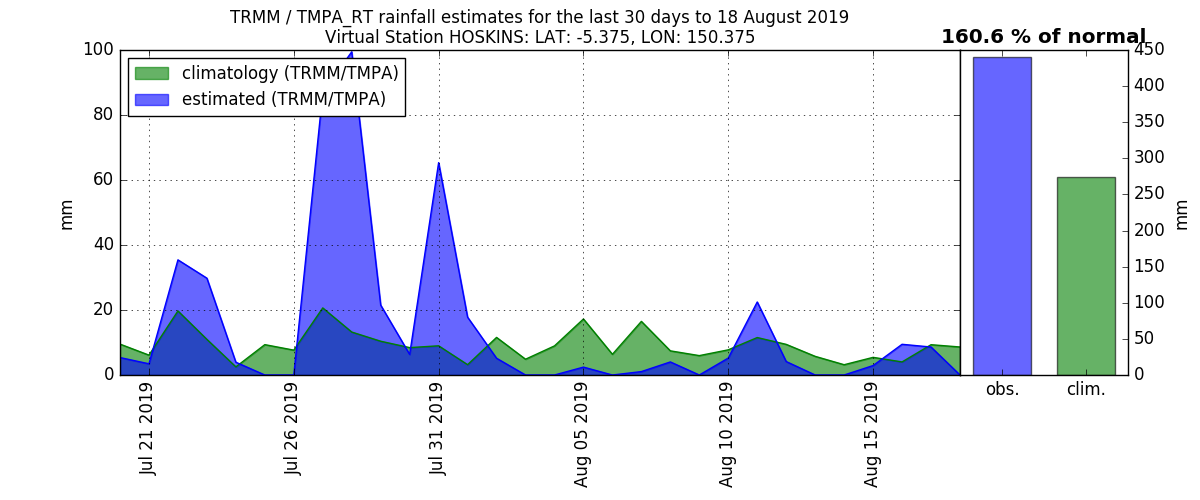 TRMM / TMPA_RT rainfall estimates for the last 30 days to 18 August 2019
Virtual Station HOSKINS: LAT: -5.375, LON: 150.375
160.6 % of normal
climatology (TRMM/TMPA)
estimated (TRMM/TMPA)
mm
100
80
60
40
20
0
Jul 21 2019
Jul 26 2019
Jul 31 2019
Aug 05 2019
Aug 10 2019
Aug 15 2019
obs.
clim.
450
400
350
300
250
200
150
100
50
0
mm